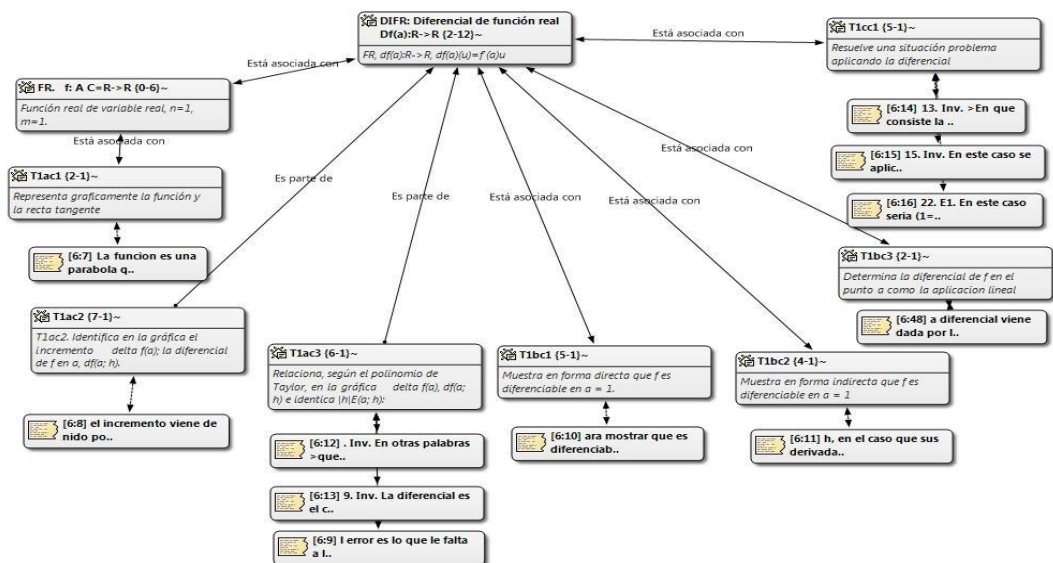 DIFR: Diferencial de función real
Df(a):R->R {2-12}~
FR, df(a):R-> R, df(a)(u)=f'(a)u
Está asociada con
T1cc1 {5-1}~
Resuelve una situación problema
aplicando la diferencial
Está asociada con
FR. f: A C=R->R {0-6}~
Función real de variable real, n=1,
m=1.
[6:14] 13. Inv. >En que
consiste la ..
Está asociada con
Está asociada con
[6:15] 15. Inv. En este caso se
aplic..
T1ac1 {2-1}~
Representa graficamente la función y
la recta tangente
Es parte de
Es parte de
Está asociada con
Está asociada con
[6:16] 22. E1. En este caso
seria (1=..
[6:7] La funcion es una
parabola q..
T1bc3 {2-1}~
Determina la diferencial de f en el
punto a como la aplicacion lineal
T1ac2 {7-1}~
T1ac2. Identifica en la gráfica el
incremento delta f(a); la diferencial
de f en a, df(a; h).
[6:48] a diferencial viene
dada por l..
T1ac3 {6-1}~
Relaciona, según el polinomio de
Taylor, en la gráfica delta f(a), df(a;
h) e identica |h|E(a; h):
T1bc1 {5-1}~
Muestra en forma directa que f es
diferenciable en a = 1.
T1bc2 {4-1}~
Muestra en forma indirecta que f es
diferenciable en a = 1
[6:8] el incremento viene de
nido po..
[6:12] . Inv. En otras palabras
>que..
[6:10] ara mostrar que es
diferenciab..
[6:11] h, en el caso que sus
derivada..
[6:13] 9. Inv. La diferencial es
el c..
[6:9] l error es lo que le falta
a l..